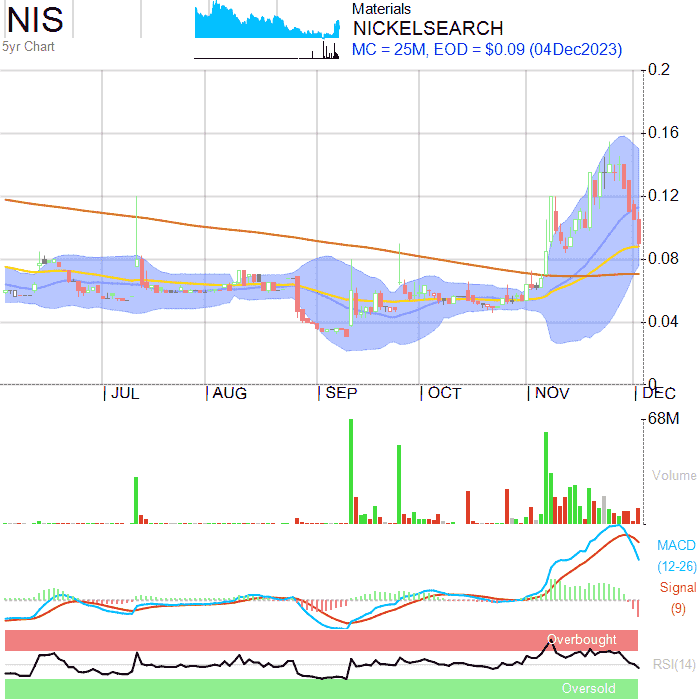 NIS
Materials
NICKELSEARCH
5yr Chart
MC = 25M, EOD = $0.09 (04Dec2023)
0.2
0.16
0.12
0.08
0.04
0
JUL AUG SEP OCT NOV DEC
68M
Volume
MACD
(12-26)
Signal
(9)
Overbought
RSI(14)
Oversold